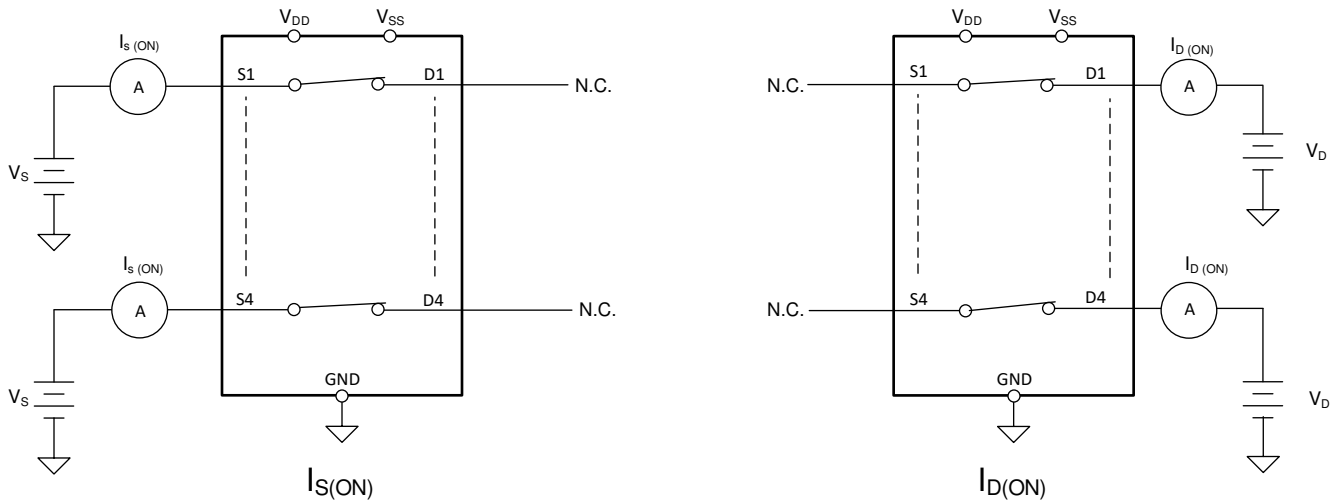 VDD VSS
Is (ON)
A
S1 D1
N.C.
VS
Is (ON)
A
S4 D4
N.C.
VS
GND
IS(ON)
VDD VSS
ID (ON)
N.C.
S1 D1
A
VD
ID (ON)
N.C.
S4 D4
A
VD
GND
ID(ON)